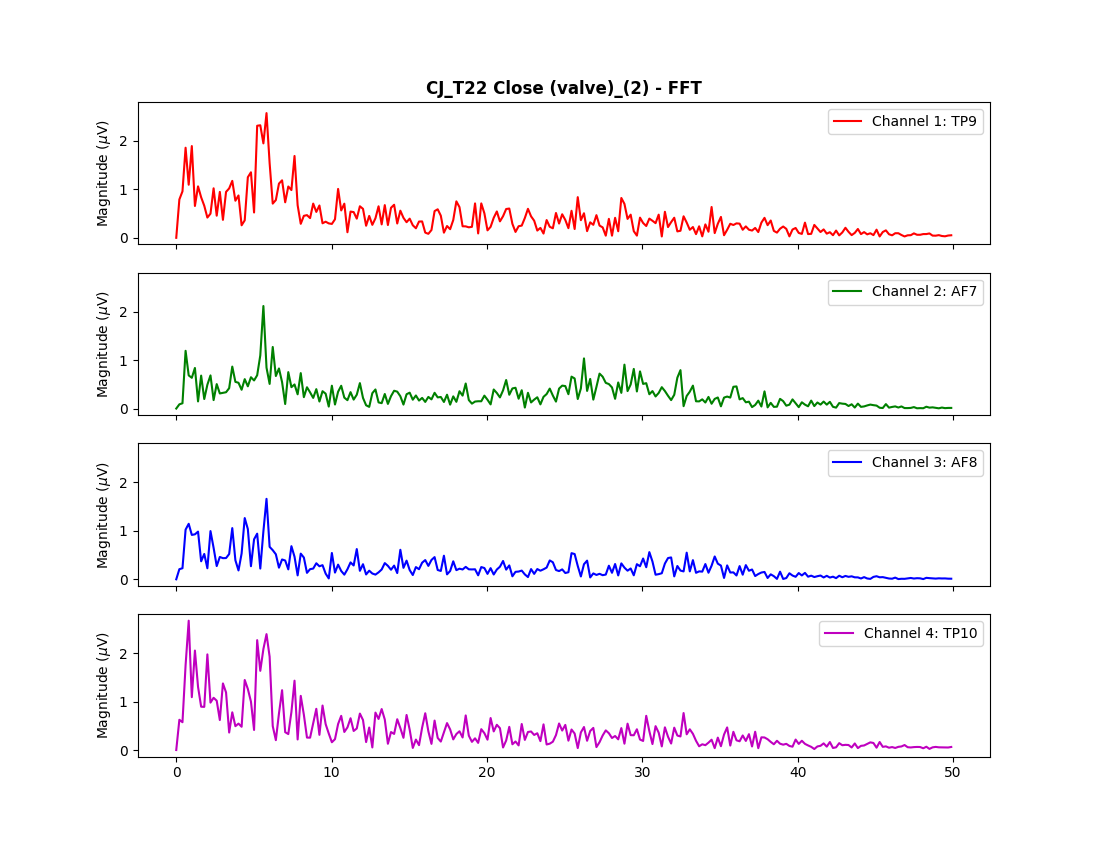 CJ_T22 Close (valve)_(2) - FFT
Channel 1: TP9
Magnitude (μV)
2
1
0
Channel 2: AF7
Magnitude (μV)
2
1
0
Channel 3: AF8
Magnitude (μV)
2
1
0
Channel 4: TP10
Magnitude (μV)
2
1
0
0 10 20 30 40 50